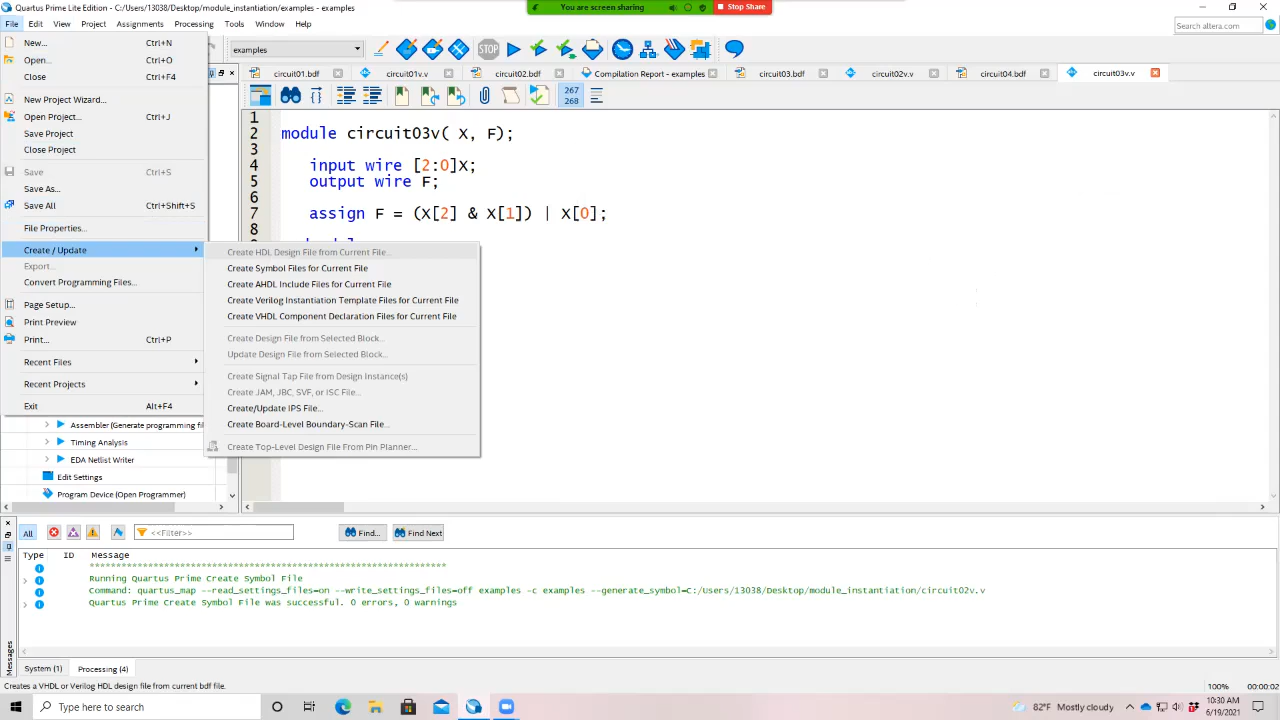 Quartus Prime Lite Edition - C:/Users/13038/Desktop/module_instantiation/examples - examples
You are screen sharing
Stop Share
File Edit View Project Assignments Processing Tools Window Help
Search altera.com
examples
STOP
circuit01.bdf
circuit01v.v
circuit02.bdf
Compilation Report - examples
circuit03.bdf
circuit02v.v
circuit04.bdf
circuit03v.v
267
268
New... Ctrl+N
Open... Ctrl+O
Close Ctrl+F4
New Project Wizard...
Open Project... Ctrl+J
Save Project
Close Project
Save Ctrl+S
Save As...
Save All Ctrl+Shift+S
File Properties...
Create / Update
Export...
Convert Programming Files...
Page Setup...
Print Preview
Print... Ctrl+P
Recent Files
Recent Projects
Exit Alt+F4
Create HDL Design File from Current File...
Create Symbol Files for Current File
Create AHDL Include Files for Current File
Create Verilog Instantiation Template Files for Current File
Create VHDL Component Declaration Files for Current File
Create Design File from Selected Block...
Update Design File from Selected Block...
Create Signal Tap File from Design Instance(s)
Create JAM, JBC, SVF, or ISC File...
Create/Update IPS File...
Create Board-Level Boundary-Scan File...
Create Top-Level Design File From Pin Planner...
1
2 module circuit03v( X, F);
3
4 input wire [2:0]X;
5 output wire F;
6
7 assign F = (X[2] & X[1]) | X[0];
8
Assembler (Generate programming fil
Timing Analysis
EDA Netlist Writer
Edit Settings
Program Device (Open Programmer)
All
<<Filter>>
Find...
Find Next
Type ID Message
*******************************************************************
Running Quartus Prime Create Symbol File
Command: quartus_map --read_settings_files=on --write_settings_files=off examples -c examples --generate_symbol=C:/Users/13038/Desktop/module_instantiation/circuit02v.v
Quartus Prime Create Symbol File was successful. 0 errors, 0 warnings
Messages
System (1) Processing (4)
Creates a VHDL or Verilog HDL design file from current bdf file.
100% 00:00:02
Type here to search
82°F Mostly cloudy
10:30 AM
6/19/2021